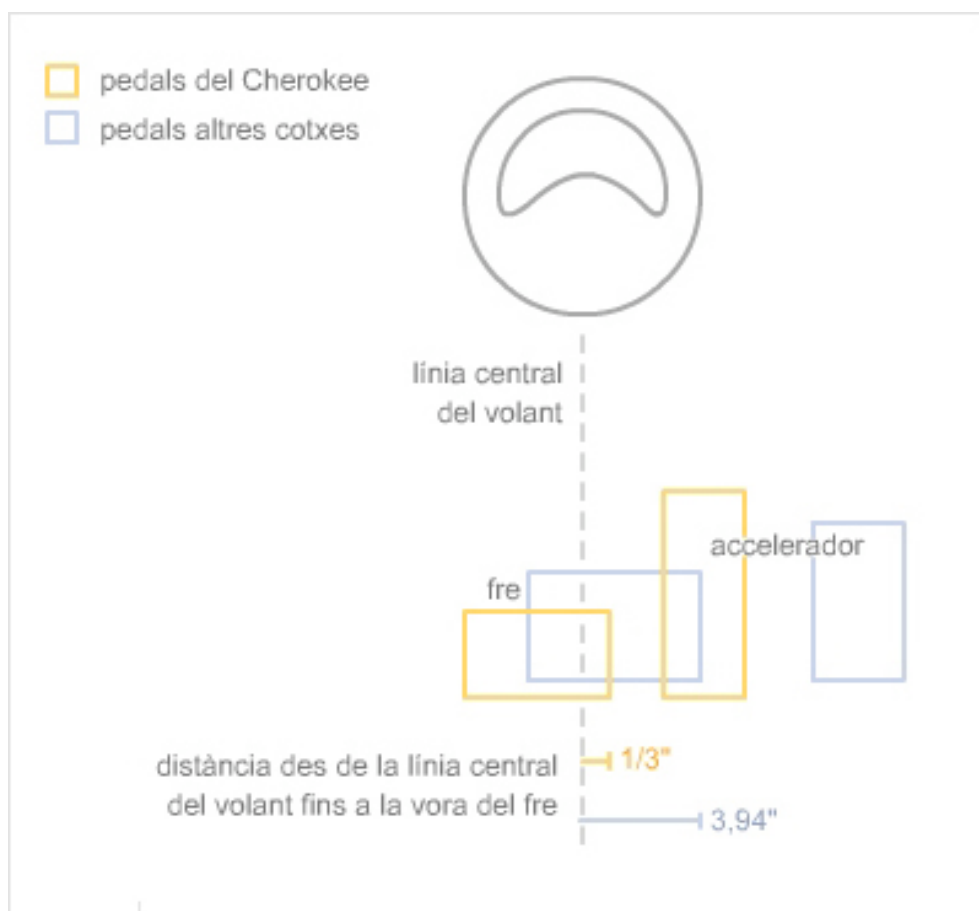 pedals del Cherokee
pedals altres cotxes
línia central
del volant
accelerador
fre
distància des de la línia central
del volant fins a la vora del fre
1/3"
3,94"